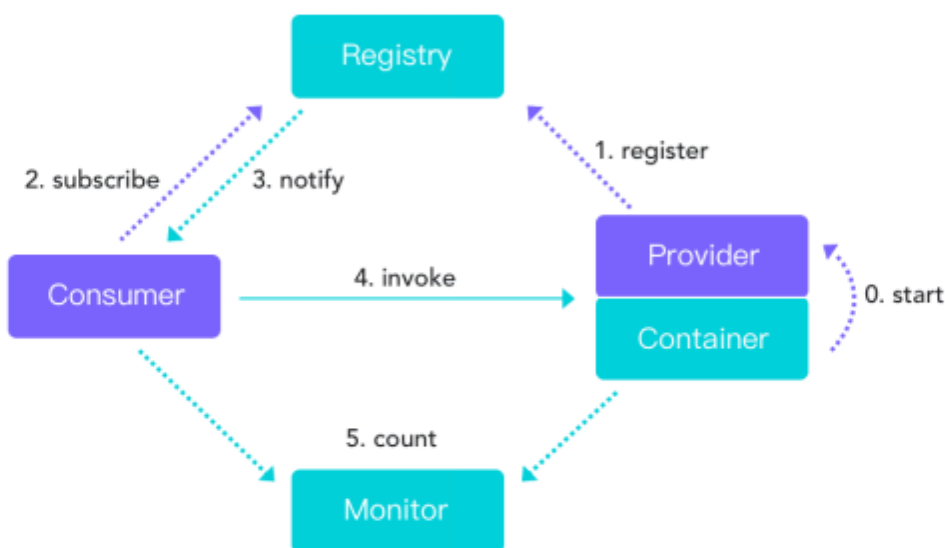 Registry
1. register
2. subscribe
3. notify
Provider
4. invoke
Consumer
0. start
Container
5. count
Monitor